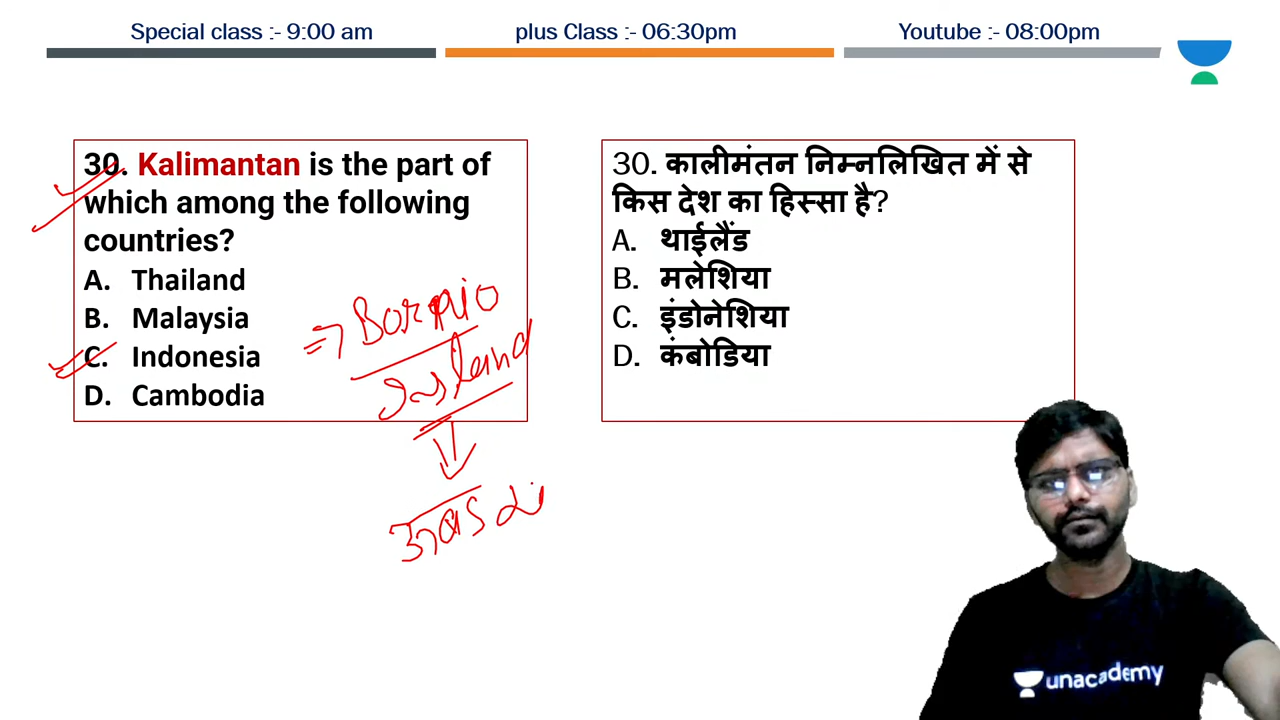 Special class :- 9:00 am
plus Class :- 06:30pm
Youtube :- 08:00pm
30. Kalimantan is the part of
which among the following
countries?
A. Thailand
B. Malaysia
C. Indonesia
D. Cambodia
=> Bornio
Island
30. कालीमंतन निम्नलिखित में से
किस देश का हिस्सा है?
A. थाईलैंड
B. मलेशिया
C. इंडोनेशिया
D. कंबोडिया
unacademy